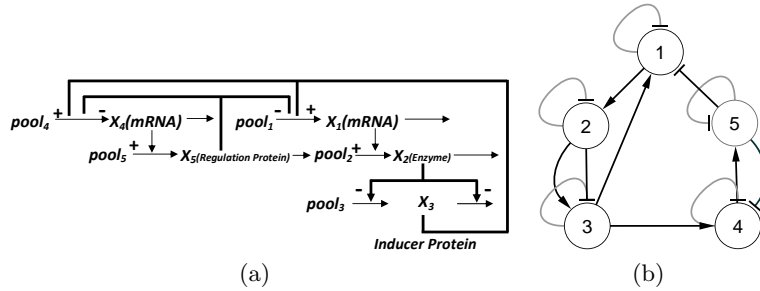 + - - +
pool4 X4(mRNA) pool1 X1(mRNA)
+ +
pool5 X5(Regulation Protein) pool2 X2(Enzyme)
- -
pool3 X3
Inducer Protein
(a)
1
2 5
3 4
(b)